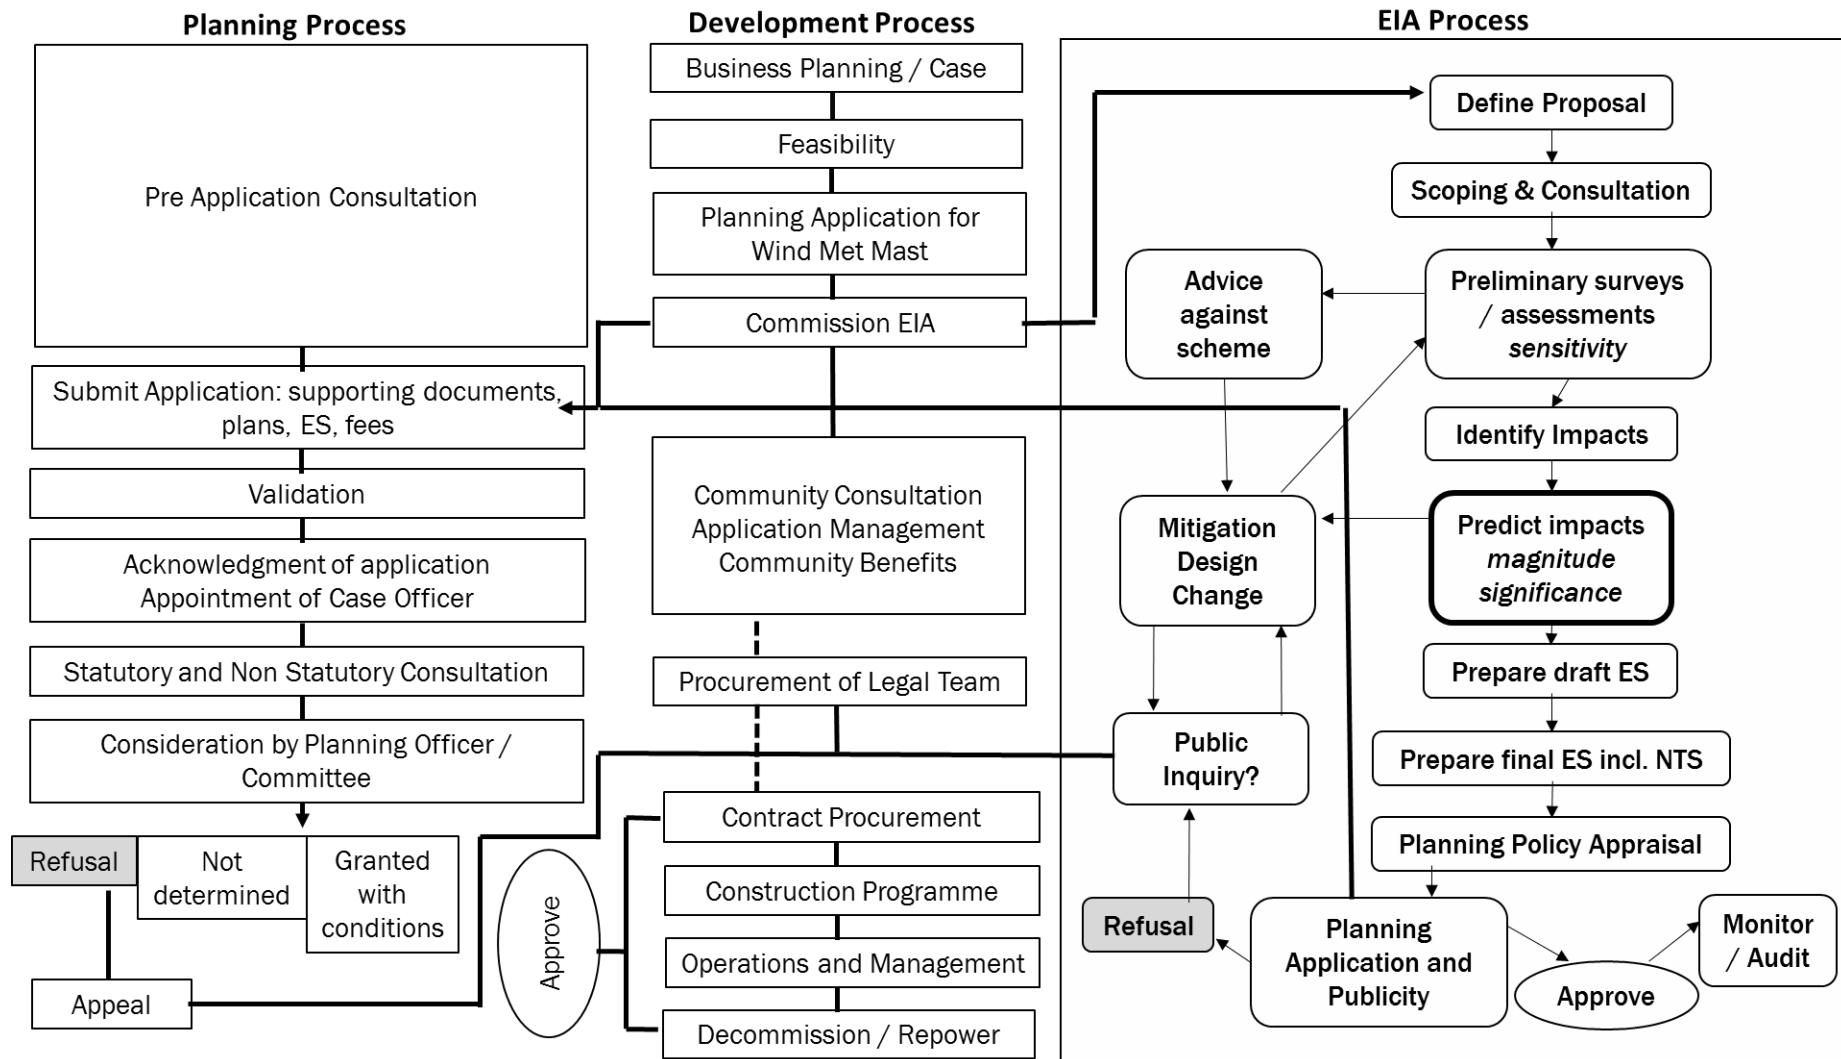 Planning Process
Pre Application Consultation
Submit Application: supporting documents,
plans, ES, fees
Validation
Acknowledgment of application
Appointment of Case Officer
Statutory and Non Statutory Consultation
Consideration by Planning Officer /
Committee
Refusal
Not
determined
Granted
with
conditions
Appeal
Development Process
Business Planning / Case
Feasibility
Planning Application for
Wind Met Mast
Commission EIA
Community Consultation
Application Management
Community Benefits
Procurement of Legal Team
Contract Procurement
Construction Programme
Operations and Management
Decommission / Repower
Approve
EIA Process
Define Proposal
Scoping & Consultation
Preliminary surveys
/ assessments
sensitivity
Advice
against
scheme
Identify Impacts
Predict impacts
magnitude
significance
Mitigation
Design
Change
Prepare draft ES
Public
Inquiry?
Prepare final ES incl. NTS
Planning Policy Appraisal
Refusal
Planning
Application and
Publicity
Approve
Monitor
/ Audit